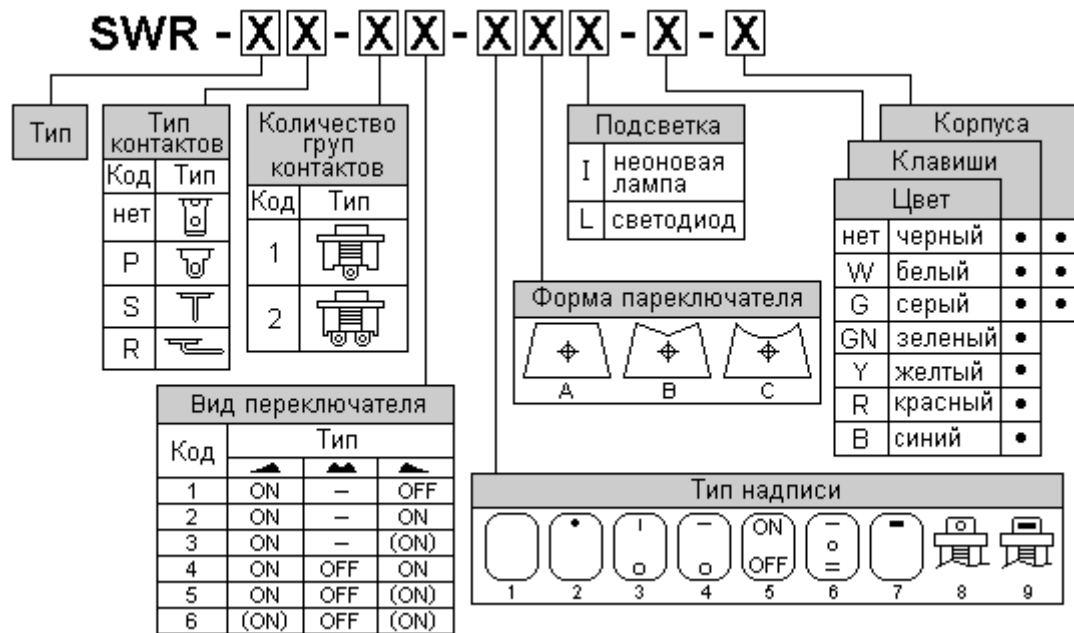 SWR - X X - X X - X X X - X - X
Тип
Тип
контактов
Код Тип
нет
P
S
R
Количество
груп
контактов
Код Тип
1
2
Подсветка
I неоновая
лампа
L светодиод
Корпуса
Клавиши
Цвет
нет черный • •
W белый • •
G серый • •
GN зеленый •
Y желтый •
R красный •
B синий •
Форма пареключателя
A B C
Вид переключателя
Код Тип
1 ON – OFF
2 ON – ON
3 ON – (ON)
4 ON OFF ON
5 ON OFF (ON)
6 (ON) OFF (ON)
Тип надписи
ON
OFF
1 2 3 4 5 6 7 8 9